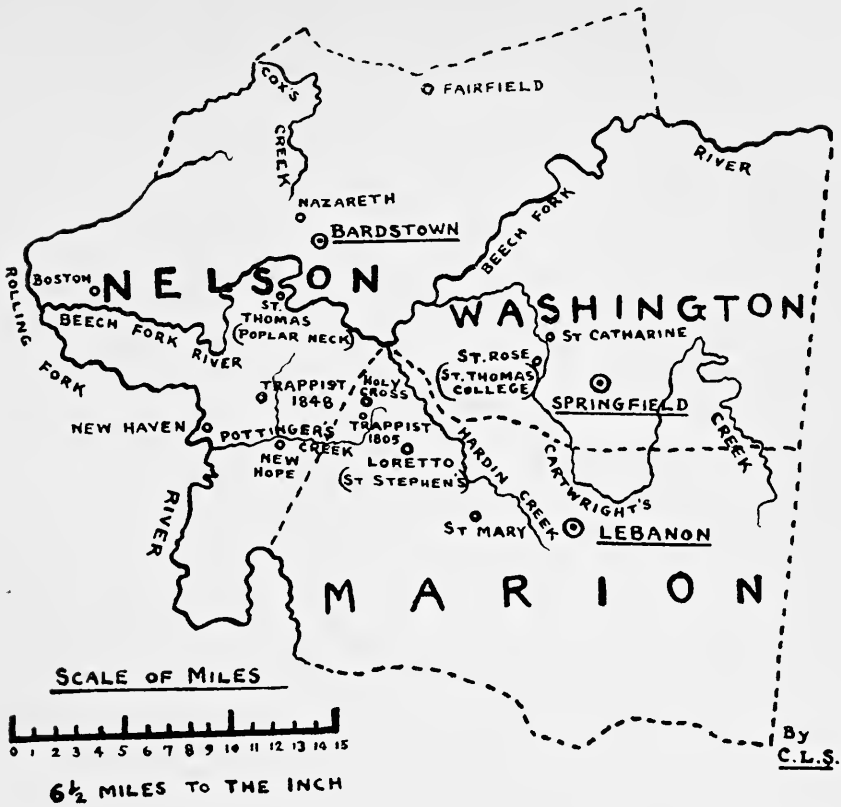 COX'S
CREEK
FAIRFIELD
RIVER
NAZARETH
BARDSTOWN
BEECH FORK
ROLLING FORK
BOSTON
NELSON
ST.
THOMAS
(POPLAR NECK)
BEECH FORK RIVER
WASHINGTON
ST CATHARINE
ST. ROSE
(ST. THOMAS
COLLEGE)
SPRINGFIELD
CREEK
TRAPPIST
1848
HOLY
CROSS
TRAPPIST
1805
NEW HAVEN
POTTINGER'S
CREEK
NEW
HOPE
LORETTO
(ST STEPHEN'S)
HARDIN CREEK
CARTWRIGHT'S
RIVER
ST MARY
LEBANON
MARION
SCALE OF MILES
0 1 2 3 4 5 6 7 8 9 10 11 12 13 14 15
6 1/2 MILES TO THE INCH
By
C.L.S.